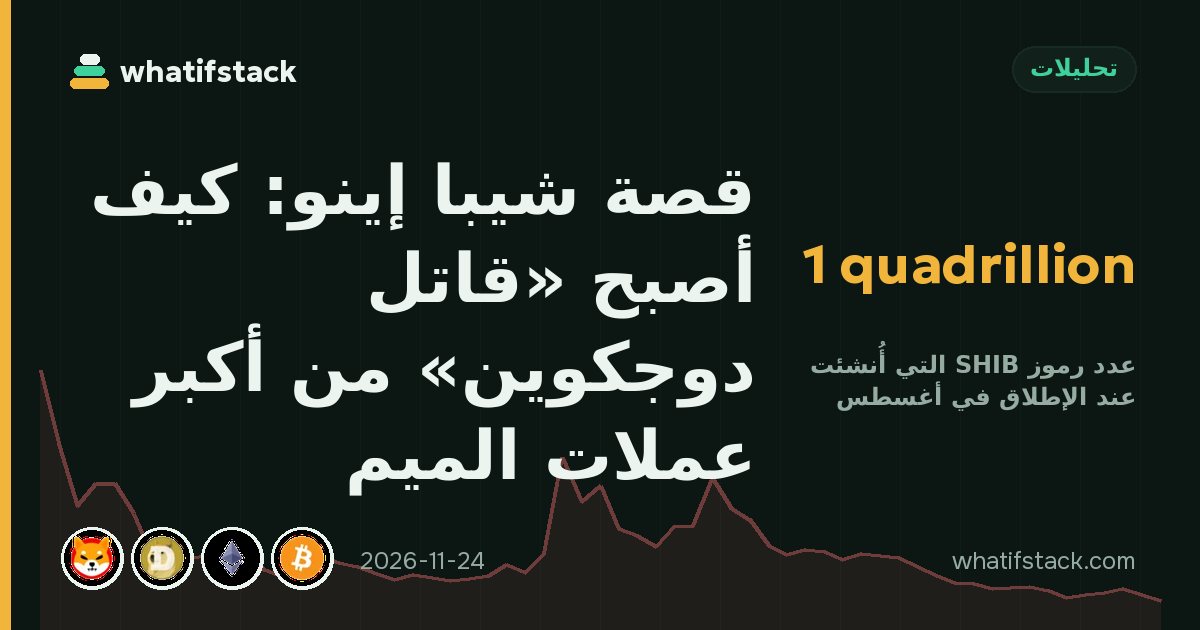 whatifstack
تحليلات
قصة شيبا إينو: كيف
أصبح «قاتل
دوجكوين» من أكبر
عملات الميم
1 quadrillion
عدد رموز SHIB التي أُنشئت
عند الإطلاق في أغسطس
2026-11-24
whatifstack.com